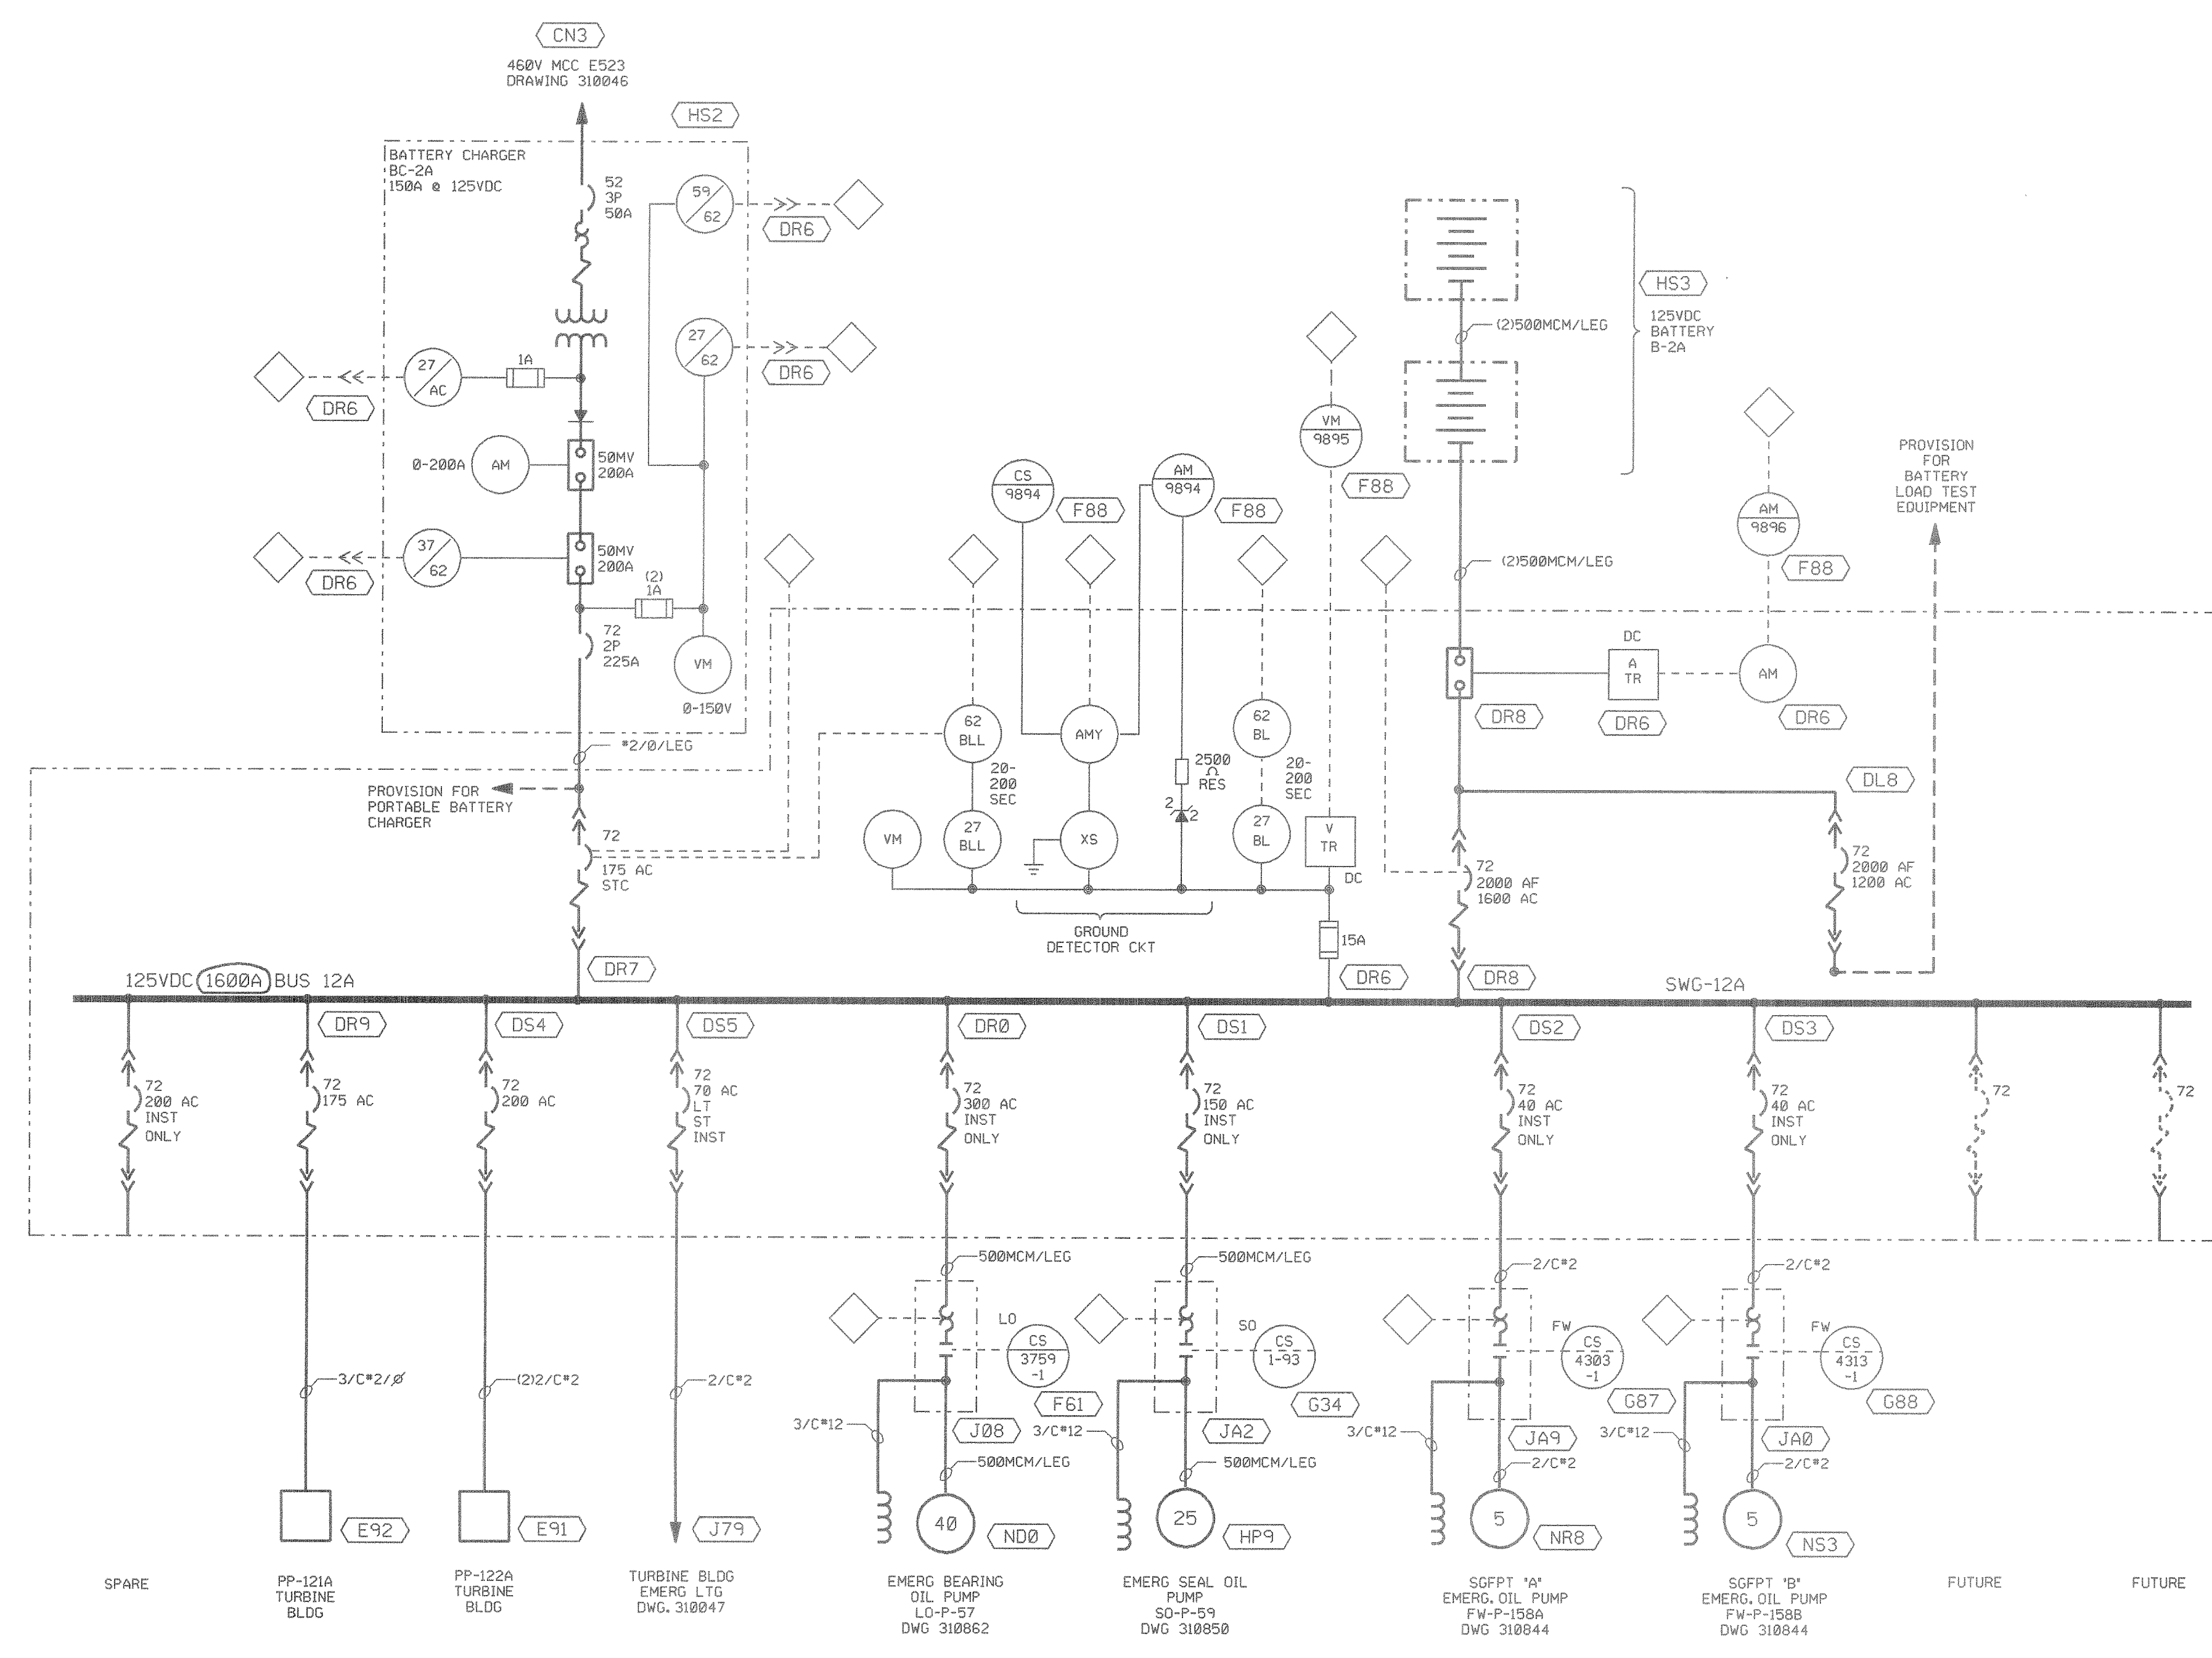 CN3
460V MCC E523
DRAWING 310046
HS2
BATTERY CHARGER
BC-2A
150A @ 125VDC
52
3P
50A
59
62
DR6
27
62
DR6
27
AC
1A
DR6
0-200A
AM
50MV
200A
37
62
DR6
50MV
200A
(2)
1A
72
2P
225A
VM
0-150V
#2/0/LEG
PROVISION FOR
PORTABLE BATTERY
CHARGER
72
175 AC
STC
DR7
CS
9894
F88
AM
9894
F88
VM
9895
F88
62
BLL
AMY
62
BL
20-
200
SEC
2500
Ω
RES
20-
200
SEC
VM
27
BLL
XS
2
2
27
BL
V
TR
DC
GROUND
DETECTOR CKT
15A
DR6
(2)500MCM/LEG
HS3
125VDC
BATTERY
B-2A
(2)500MCM/LEG
AM
9896
F88
PROVISION
FOR
BATTERY
LOAD TEST
EQUIPMENT
DC
A
TR
AM
DR8
DR6
DR6
DL8
72
2000 AF
1600 AC
72
2000 AF
1200 AC
DR8
125VDC 1600A BUS 12A
SWG-12A
DR9
DS4
DS5
DR0
DS1
DS2
DS3
72
200 AC
INST
ONLY
72
175 AC
72
200 AC
72
70 AC
LT
ST
INST
72
300 AC
INST
ONLY
72
150 AC
INST
ONLY
72
40 AC
INST
ONLY
72
40 AC
INST
ONLY
72
72
500MCM/LEG
500MCM/LEG
2/C#2
2/C#2
LO
CS
3759
-1
F61
SO
CS
1-93
G34
FW
CS
4303
-1
G87
FW
CS
4313
-1
G88
3/C#2/0
(2)2/C#2
2/C#2
3/C#12
J08
3/C#12
JA2
3/C#12
JA9
3/C#12
JA0
500MCM/LEG
500MCM/LEG
2/C#2
2/C#2
E92
E91
J79
40
ND0
25
HP9
5
NR8
5
NS3
SPARE
PP-121A
TURBINE
BLDG
PP-122A
TURBINE
BLDG
TURBINE BLDG
EMERG LTG
DWG. 310047
EMERG BEARING
OIL PUMP
LO-P-57
DWG 310862
EMERG SEAL OIL
PUMP
SO-P-59
DWG 310850
SGFPT "A"
EMERG. OIL PUMP
FW-P-158A
DWG 310844
SGFPT "B"
EMERG. OIL PUMP
FW-P-158B
DWG 310844
FUTURE
FUTURE